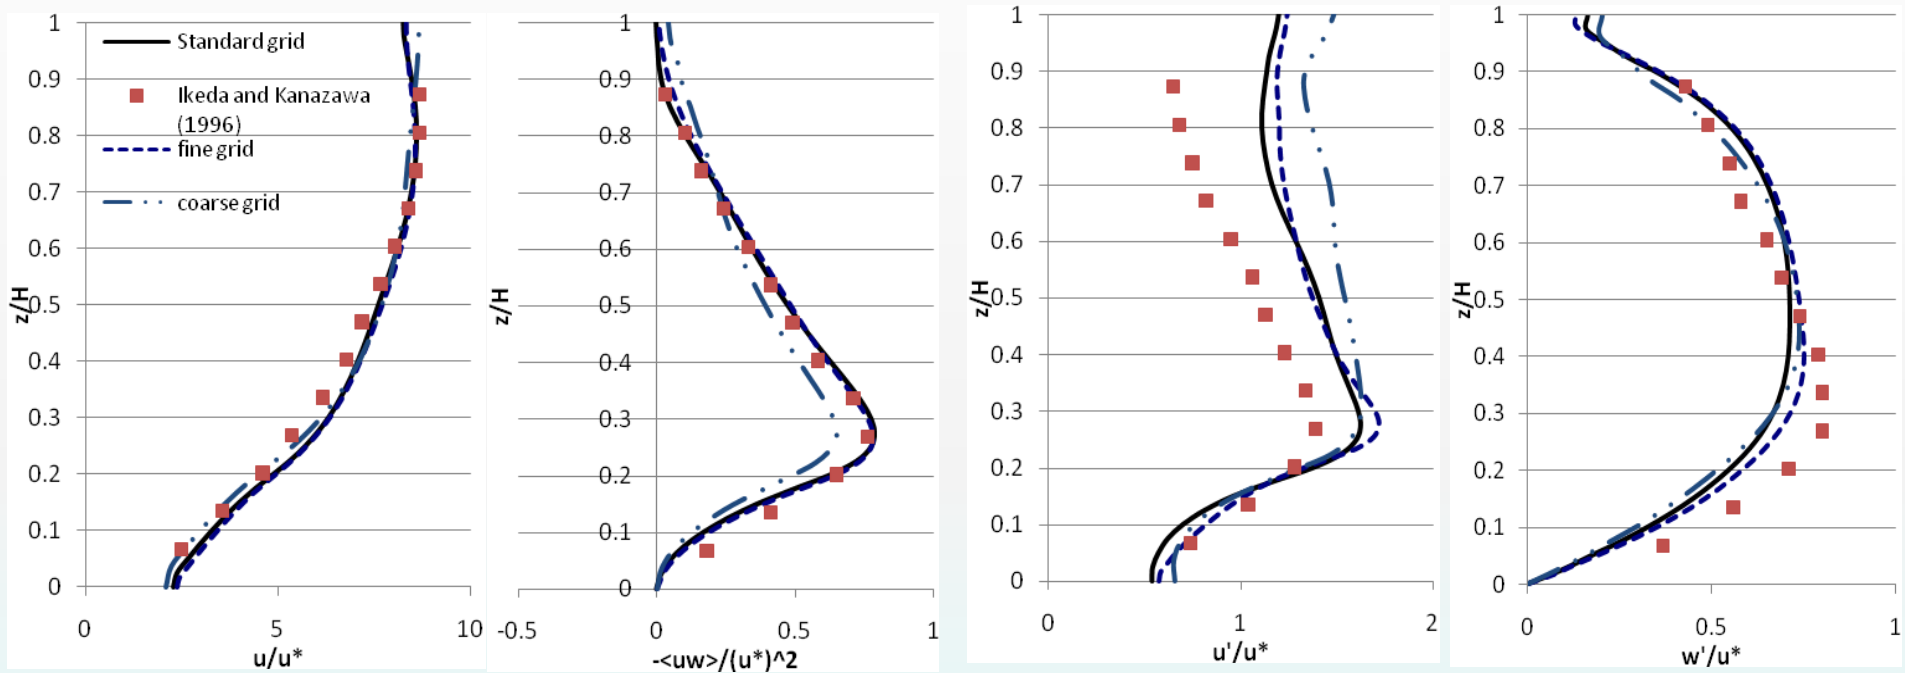 1
0.9
0.8
0.7
0.6
0.5
0.4
0.3
0.2
0.1
0
z/H
Standard grid
Ikeda and Kanazawa
(1996)
fine grid
coarse grid
0 5 10
u/u*
1
0.9
0.8
0.7
0.6
0.5
0.4
0.3
0.2
0.1
0
z/H
-0.5 0 0.5 1
-<uw>/(u*)^2
1
0.9
0.8
0.7
0.6
0.5
0.4
0.3
0.2
0.1
0
z/H
0 1 2
u'/u*
1
0.9
0.8
0.7
0.6
0.5
0.4
0.3
0.2
0.1
0
z/H
0 0.5 1
w'/u*